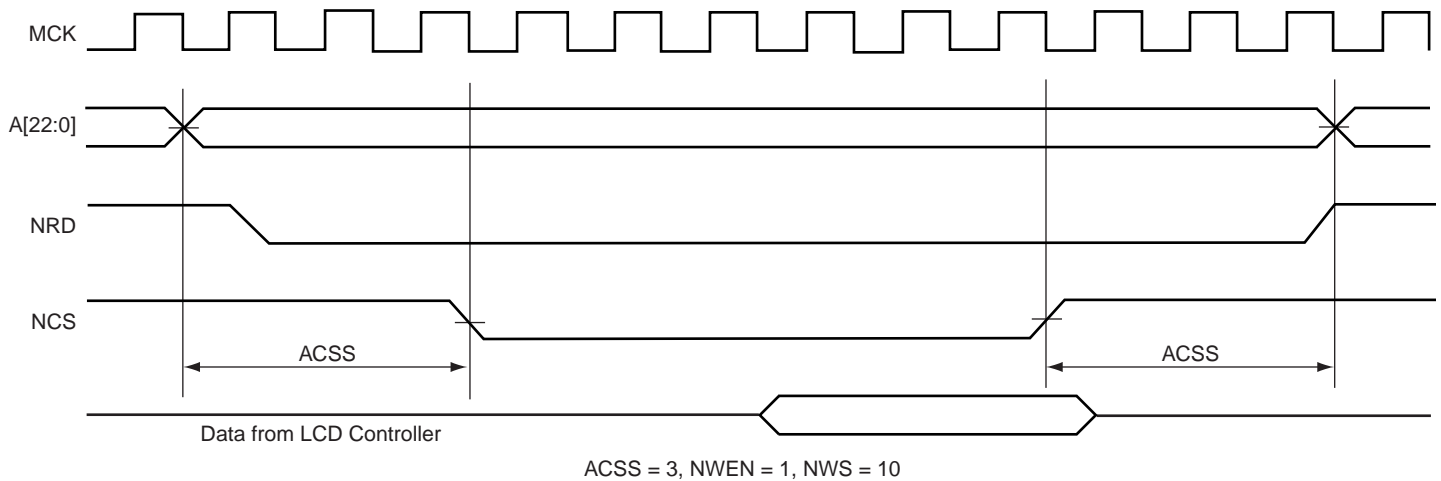 MCK
A[22:0]
NRD
NCS
ACSS
ACSS
Data from LCD Controller
ACSS = 3, NWEN = 1, NWS = 10